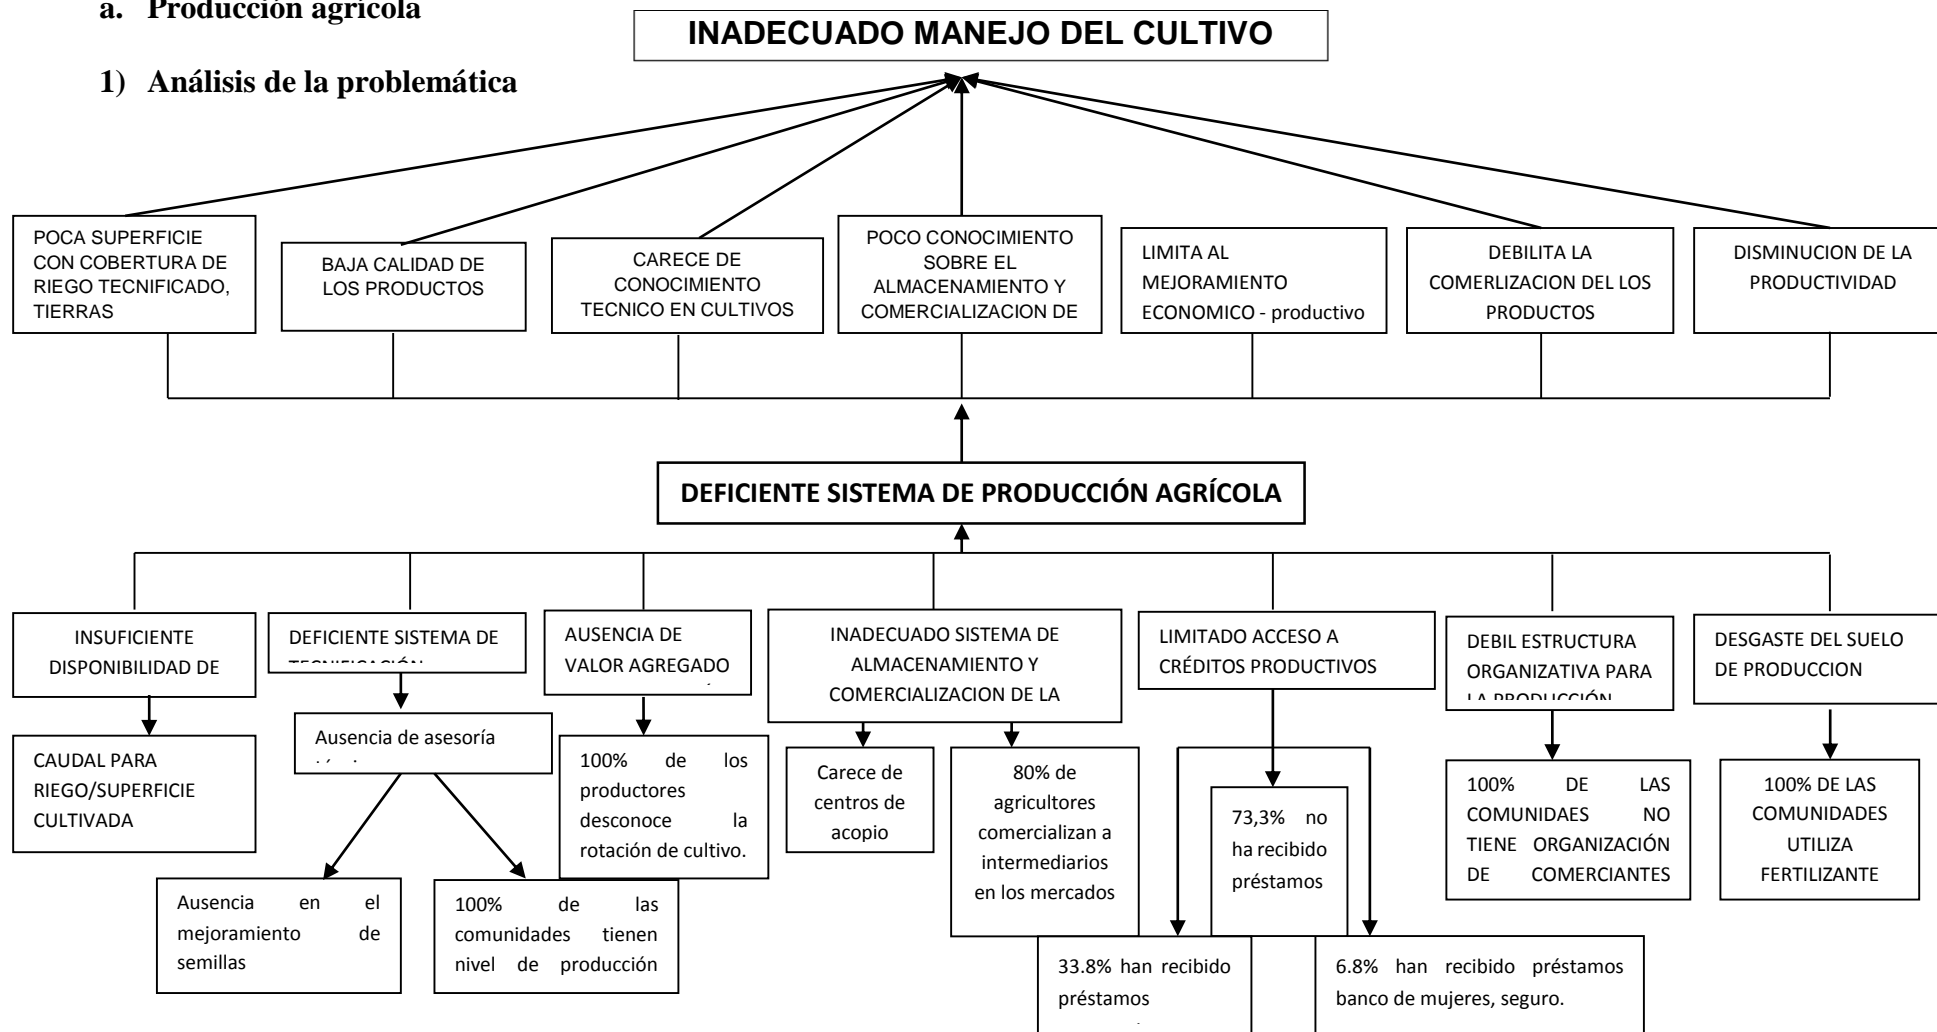 a. Producción agrícola
INADECUADO MANEJO DEL CULTIVO
1) Análisis de la problemática
POCA SUPERFICIE
CON COBERTURA DE
RIEGO TECNIFICADO,
TIERRAS
BAJA CALIDAD DE
LOS PRODUCTOS
CARECE DE
CONOCIMIENTO
TECNICO EN CULTIVOS
POCO CONOCIMIENTO
SOBRE EL
ALMACENAMIENTO Y
COMERCIALIZACION DE
LIMITA AL
MEJORAMIENTO
ECONOMICO - productivo
DEBILITA LA
COMERLIZACION DEL LOS
PRODUCTOS
DISMINUCION DE LA
PRODUCTIVIDAD
DEFICIENTE SISTEMA DE PRODUCCIÓN AGRÍCOLA
INSUFICIENTE
DISPONIBILIDAD DE
DEFICIENTE SISTEMA DE
TECNIFICACIÓN
AUSENCIA DE
VALOR AGREGADO
INADECUADO SISTEMA DE
ALMACENAMIENTO Y
COMERCIALIZACION DE LA
LIMITADO ACCESO A
CRÉDITOS PRODUCTIVOS
DEBIL ESTRUCTURA
ORGANIZATIVA PARA
LA PRODUCCIÓN
DESGASTE DEL SUELO
DE PRODUCCION
CAUDAL PARA
RIEGO/SUPERFICIE
CULTIVADA
Ausencia de asesoría
100% de los
productores
desconoce la
rotación de cultivo.
Carece de
centros de
acopio
80% de
agricultores
comercializan a
intermediarios
en los mercados
73,3% no
ha recibido
préstamos
100% DE LAS
COMUNIDAES NO
TIENE ORGANIZACIÓN
DE COMERCIANTES
100% DE LAS
COMUNIDADES
UTILIZA
FERTILIZANTE
Ausencia en el
mejoramiento de
semillas
100% de las
comunidades tienen
nivel de producción
33.8% han recibido
préstamos
6.8% han recibido préstamos
banco de mujeres, seguro.